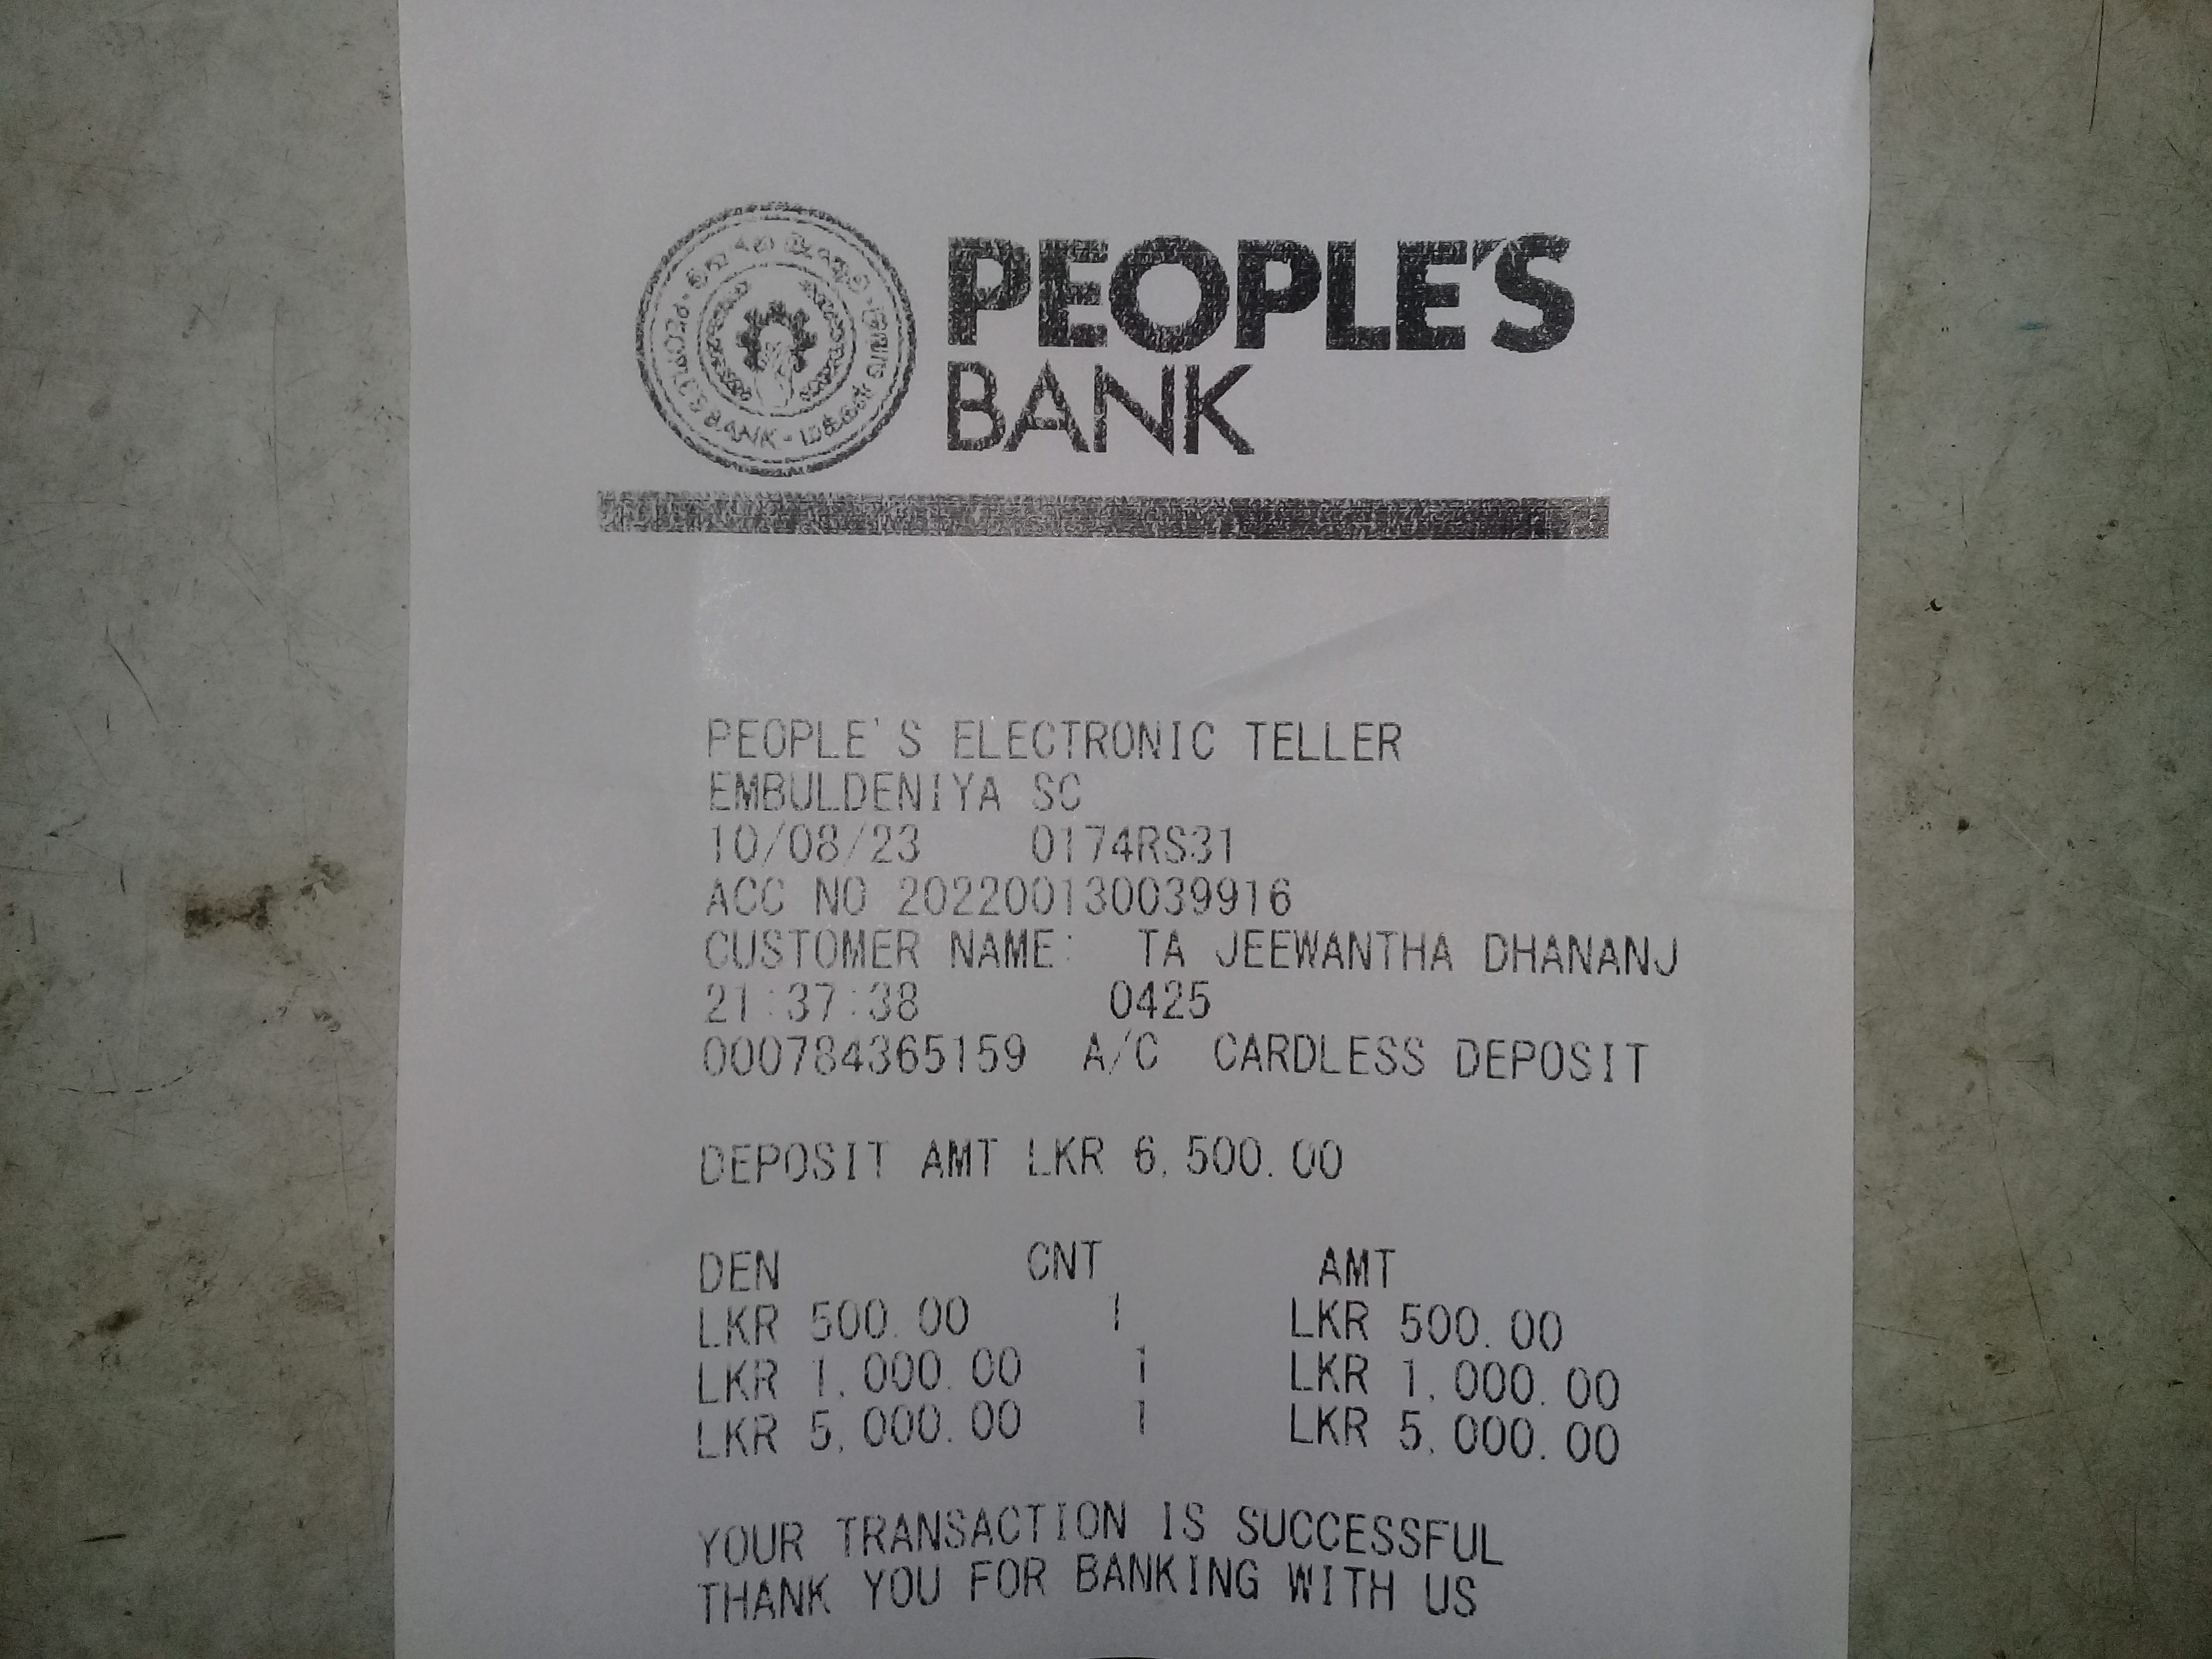 PEOPLE'S
BANK
PEOPLE'S BANK
PEOPLE'S ELECTRONIC TELLER
EMBULDENIYA SC
10/08/23 0174RS31
ACC NO 202200130039916
CUSTOMER NAME: TA JEEWANTHA DHANANJ
21:37:38 0425
000784365159 A/C CARDLESS DEPOSIT
DEPOSIT AMT LKR 6,500.00
DEN CNT AMT
LKR 500.00 1 LKR 500.00
LKR 1,000.00 1 LKR 1,000.00
LKR 5,000.00 1 LKR 5,000.00
YOUR TRANSACTION IS SUCCESSFUL
THANK YOU FOR BANKING WITH US